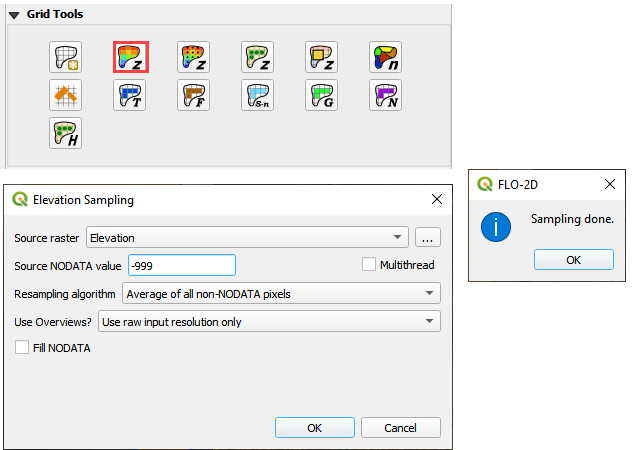 Grid Tools
Z
Z
Z
Z
n
T
F
S-n
G
N
H
Elevation Sampling
Source raster Elevation ...
Source NODATA value -999 Multithread
Resampling algorithm Average of all non-NODATA pixels
Use Overviews? Use raw input resolution only
Fill NODATA
OK Cancel
FLO-2D
i
Sampling done.
OK